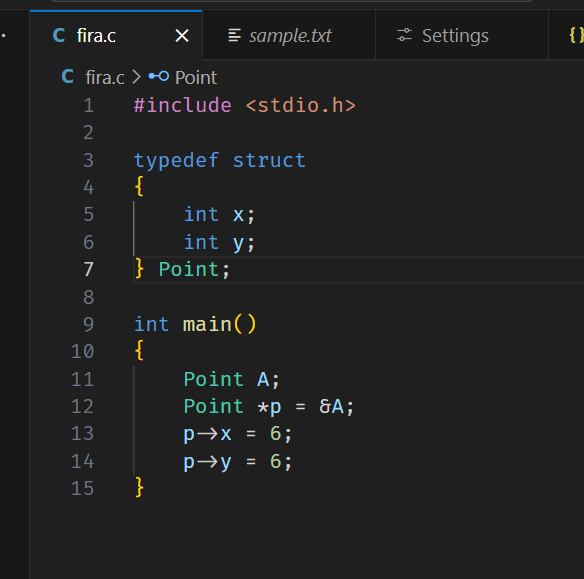 C fira.c × sample.txt Settings {}
C fira.c > Point
1 #include <stdio.h>
2
3 typedef struct
4 {
5     int x;
6     int y;
7 } Point;
8
9 int main()
10 {
11     Point A;
12     Point *p = &A;
13     p->x = 6;
14     p->y = 6;
15 }